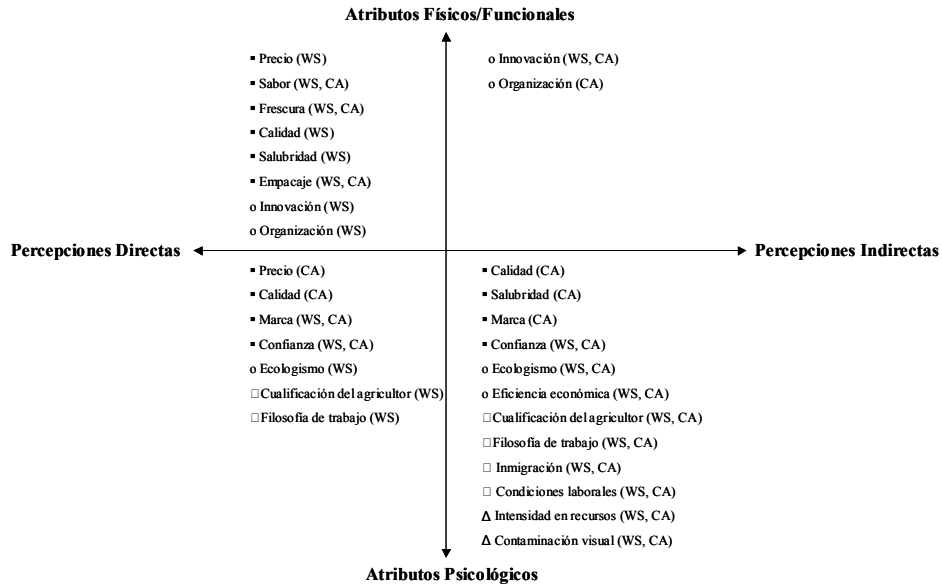 Atributos Físicos/Funcionales
▪ Precio (WS)
▪ Sabor (WS, CA)
▪ Frescura (WS, CA)
▪ Calidad (WS)
▪ Salubridad (WS)
▪ Empacaje (WS, CA)
o Innovación (WS)
o Organización (WS)
o Innovación (WS, CA)
o Organización (CA)
Percepciones Directas
Percepciones Indirectas
▪ Precio (CA)
▪ Calidad (CA)
▪ Marca (WS, CA)
▪ Confianza (WS, CA)
o Ecologismo (WS)
□Cualificación del agricultor (WS)
□Filosofía de trabajo (WS)
▪ Calidad (CA)
▪ Salubridad (CA)
▪ Marca (CA)
▪ Confianza (WS, CA)
o Ecologismo (WS, CA)
o Eficiencia económica (WS, CA)
□Cualificación del agricultor (WS, CA)
□Filosofía de trabajo (WS, CA)
□ Inmigración (WS, CA)
□ Condiciones laborales (WS, CA)
Δ Intensidad en recursos (WS, CA)
Δ Contaminación visual (WS, CA)
Atributos Psicológicos